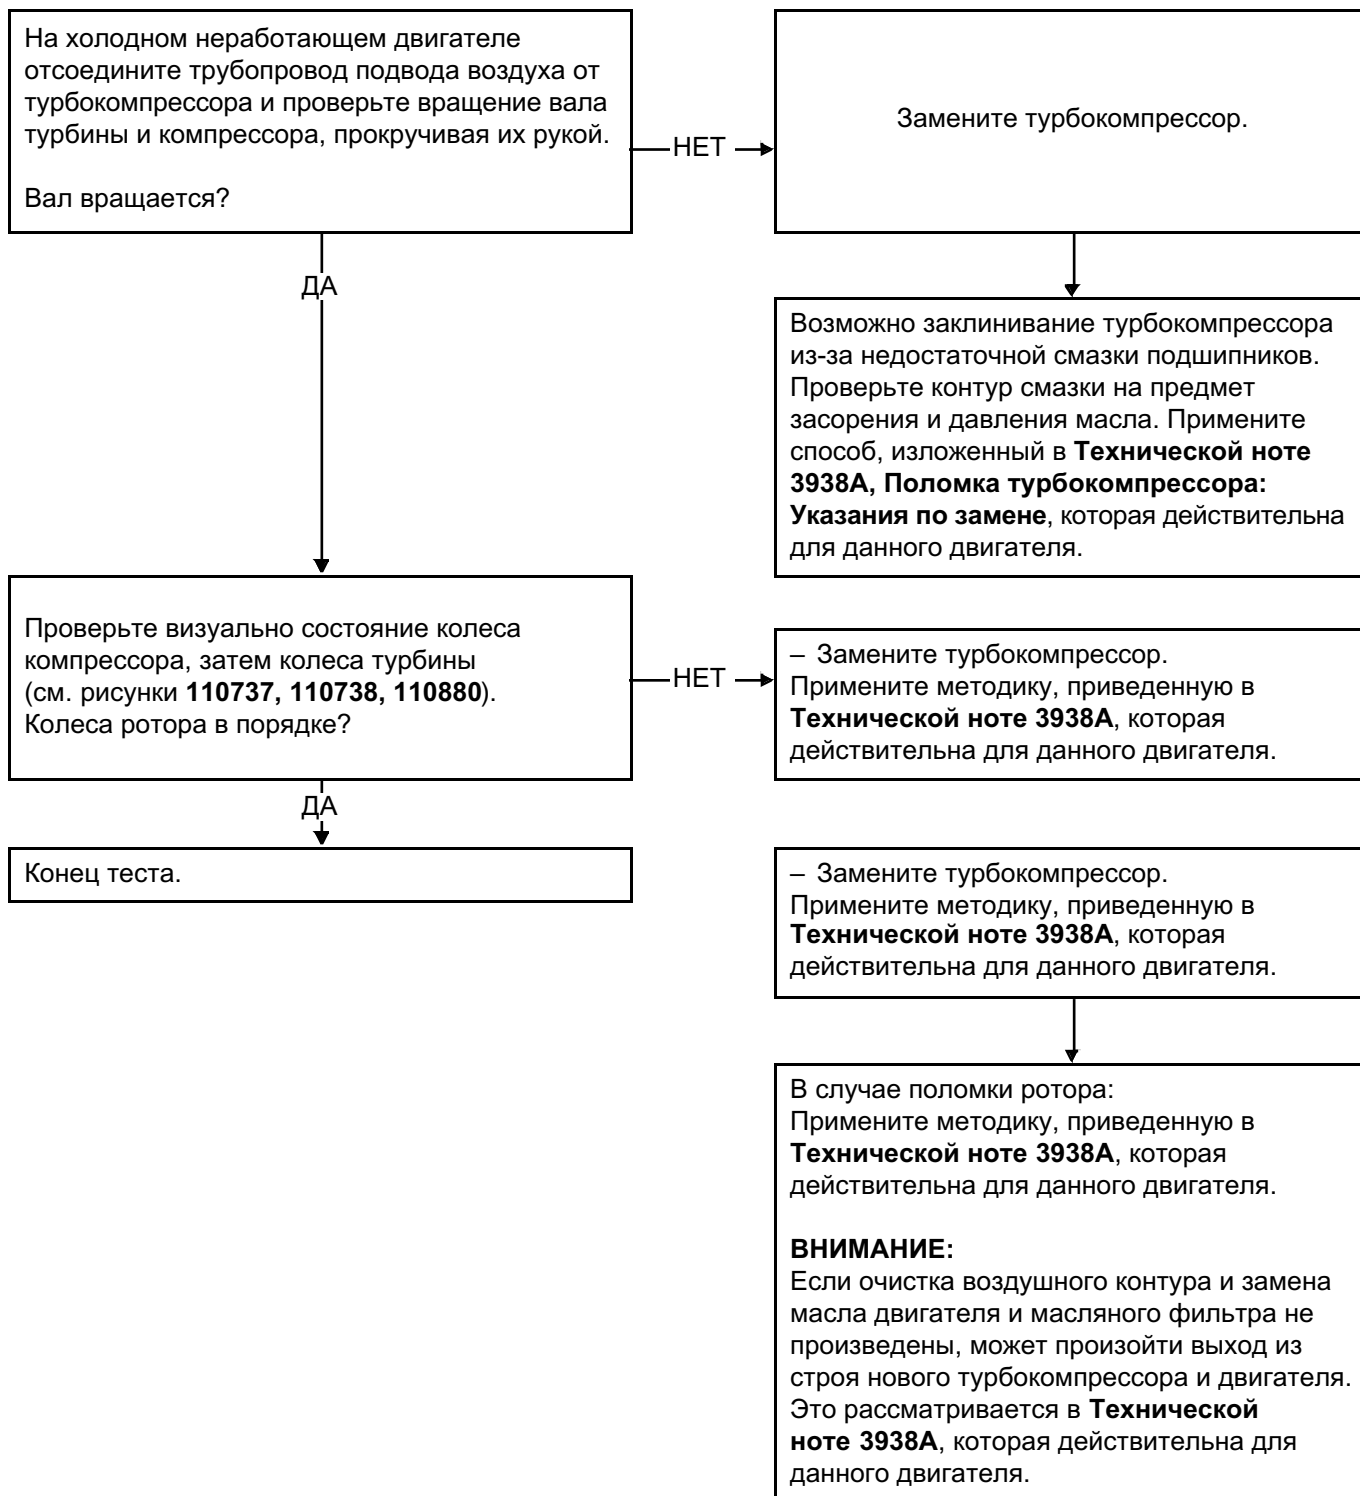 На холодном неработающем двигателе
отсоедините трубопровод подвода воздуха от
турбокомпрессора и проверьте вращение вала
турбины и компрессора, прокручивая их рукой.
Вал вращается?
НЕТ
Замените турбокомпрессор.
ДА
Возможно заклинивание турбокомпрессора
из-за недостаточной смазки подшипников.
Проверьте контур смазки на предмет
засорения и давления масла. Примените
способ, изложенный в Технической ноте
3938A, Поломка турбокомпрессора:
Указания по замене, которая действительна
для данного двигателя.
Проверьте визуально состояние колеса
компрессора, затем колеса турбины
(см. рисунки 110737, 110738, 110880).
Колеса ротора в порядке?
НЕТ
– Замените турбокомпрессор.
Примените методику, приведенную в
Технической ноте 3938A, которая
действительна для данного двигателя.
ДА
Конец теста.
– Замените турбокомпрессор.
Примените методику, приведенную в
Технической ноте 3938A, которая
действительна для данного двигателя.
В случае поломки ротора:
Примените методику, приведенную в
Технической ноте 3938A, которая
действительна для данного двигателя.
ВНИМАНИЕ:
Если очистка воздушного контура и замена
масла двигателя и масляного фильтра не
произведены, может произойти выход из
строя нового турбокомпрессора и двигателя.
Это рассматривается в Технической
ноте 3938A, которая действительна для
данного двигателя.